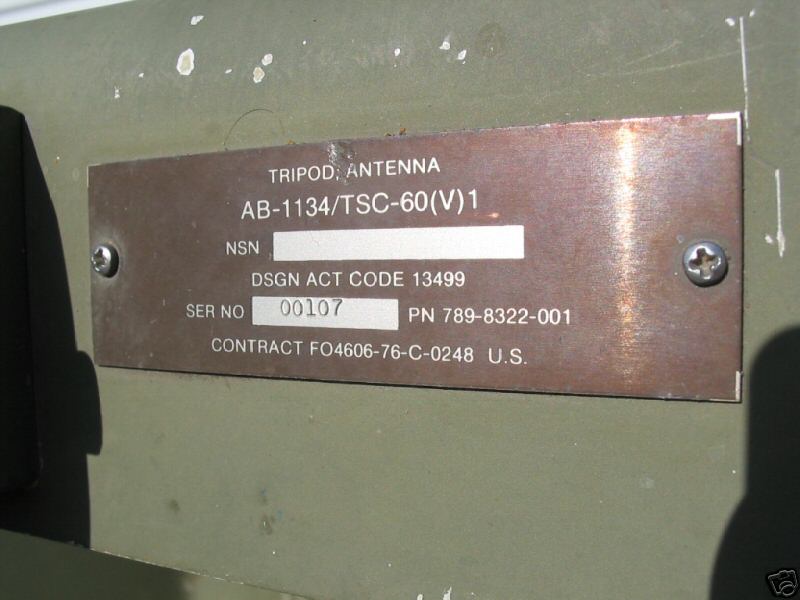 TRIPOD, ANTENNA
AB-1134/TSC-60(V)1
NSN
DSGN ACT CODE 13499
SER NO 00107 PN 789-8322-001
CONTRACT FO4606-76-C-0248 U.S.